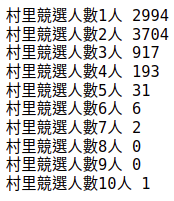 村里競選人數1人 2994
村里競選人數2人 3704
村里競選人數3人 917
村里競選人數4人 193
村里競選人數5人 31
村里競選人數6人 6
村里競選人數7人 2
村里競選人數8人 0
村里競選人數9人 0
村里競選人數10人 1